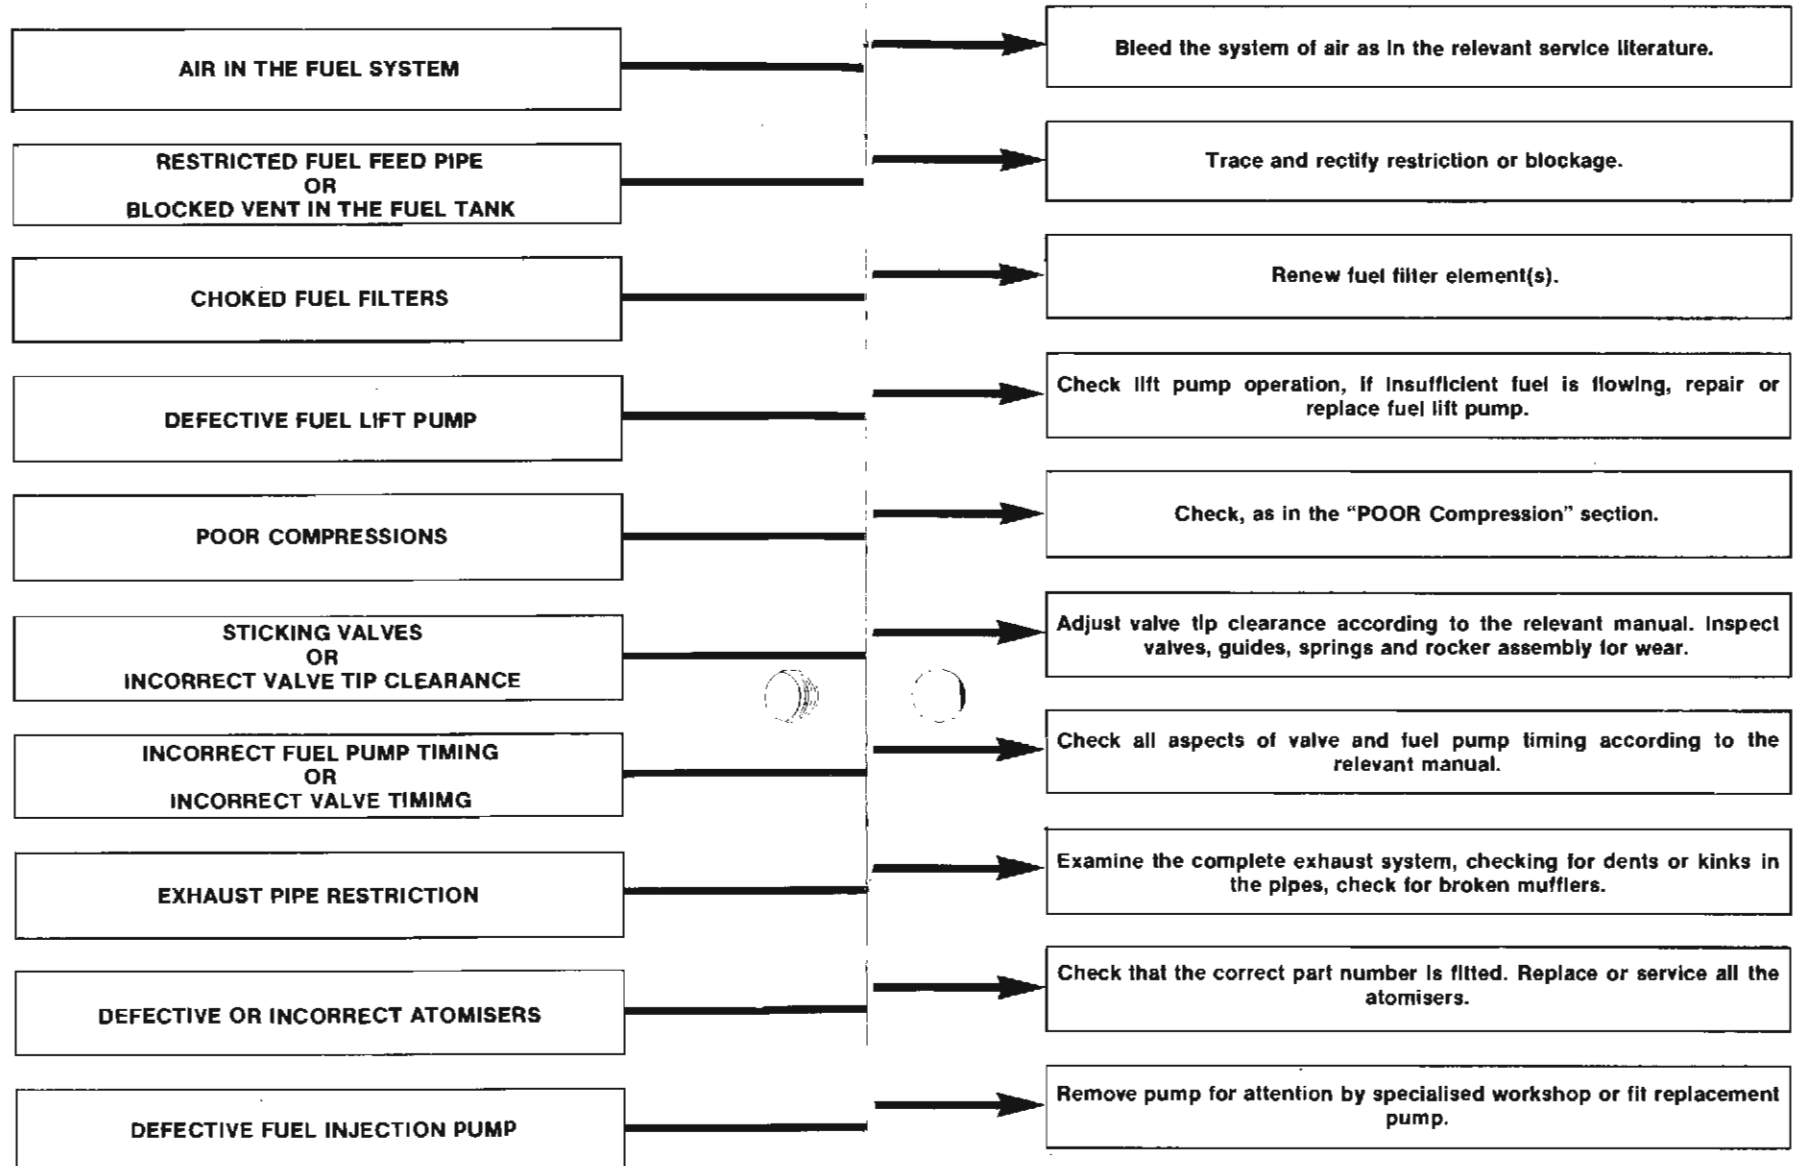 AIR IN THE FUEL SYSTEM
Bleed the system of air as in the relevant service literature.
RESTRICTED FUEL FEED PIPE
OR
BLOCKED VENT IN THE FUEL TANK
Trace and rectify restriction or blockage.
CHOKED FUEL FILTERS
Renew fuel filter element(s).
DEFECTIVE FUEL LIFT PUMP
Check lift pump operation, if insufficient fuel is flowing, repair or
replace fuel lift pump.
POOR COMPRESSIONS
Check, as in the “POOR Compression” section.
STICKING VALVES
OR
INCORRECT VALVE TIP CLEARANCE
Adjust valve tip clearance according to the relevant manual. Inspect
valves, guides, springs and rocker assembly for wear.
INCORRECT FUEL PUMP TIMING
OR
INCORRECT VALVE TIMIMG
Check all aspects of valve and fuel pump timing according to the
relevant manual.
EXHAUST PIPE RESTRICTION
Examine the complete exhaust system, checking for dents or kinks in
the pipes, check for broken mufflers.
DEFECTIVE OR INCORRECT ATOMISERS
Check that the correct part number is fitted. Replace or service all the
atomisers.
DEFECTIVE FUEL INJECTION PUMP
Remove pump for attention by specialised workshop or fit replacement
pump.